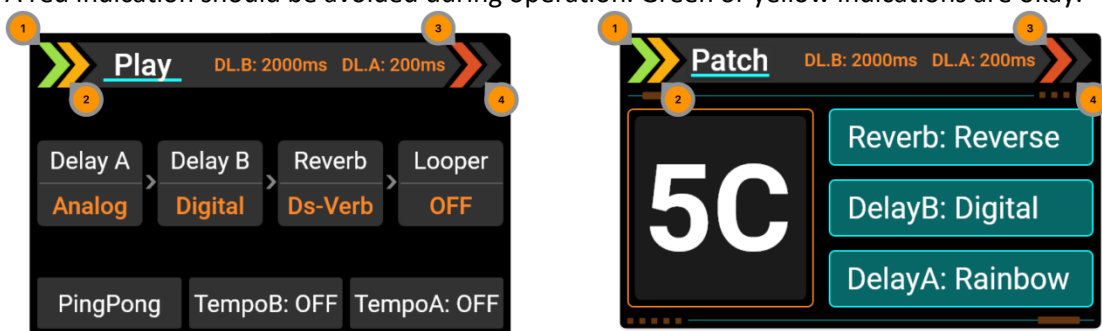 A red indication should be avoided during operation. Green or yellow indications are okay.
1
3
Play DL.B: 2000ms DL.A: 200ms
2
4
Delay A Delay B Reverb Looper
Analog Digital Ds-Verb OFF
PingPong TempoB: OFF TempoA: OFF
1
3
Patch DL.B: 2000ms DL.A: 200ms
2
4
5C
Reverb: Reverse
DelayB: Digital
DelayA: Rainbow